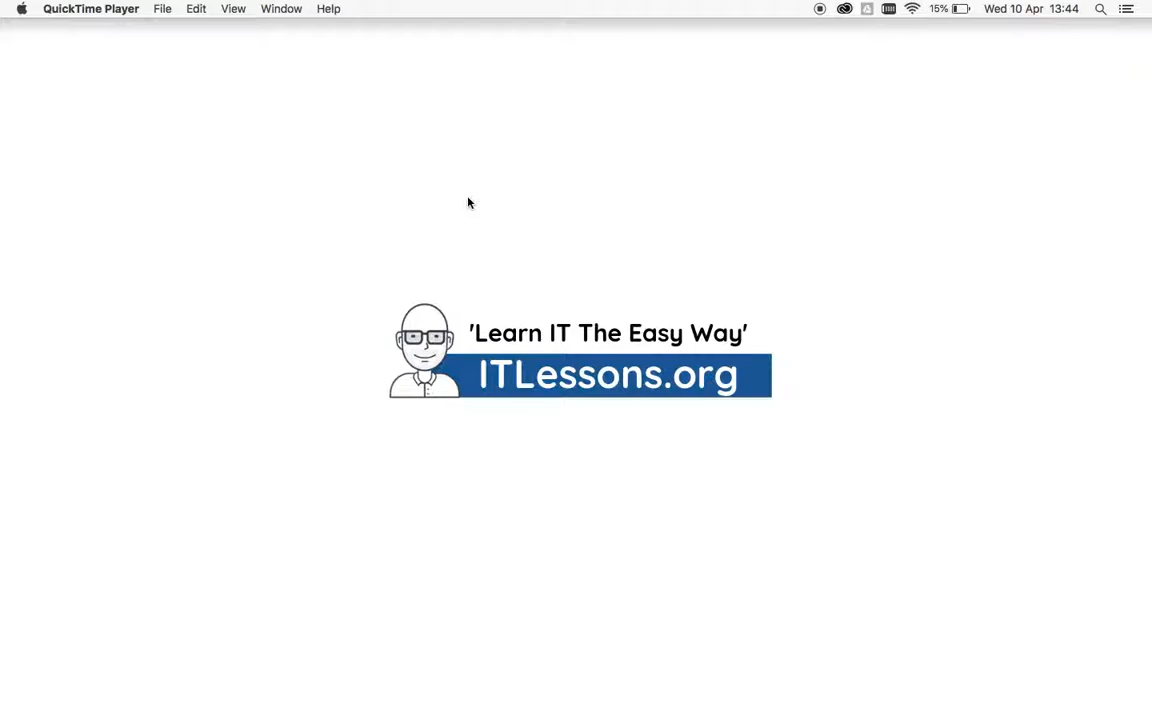 QuickTime Player File Edit View Window Help 15% Wed 10 Apr 13:44
'Learn IT The Easy Way'
ITLessons.org